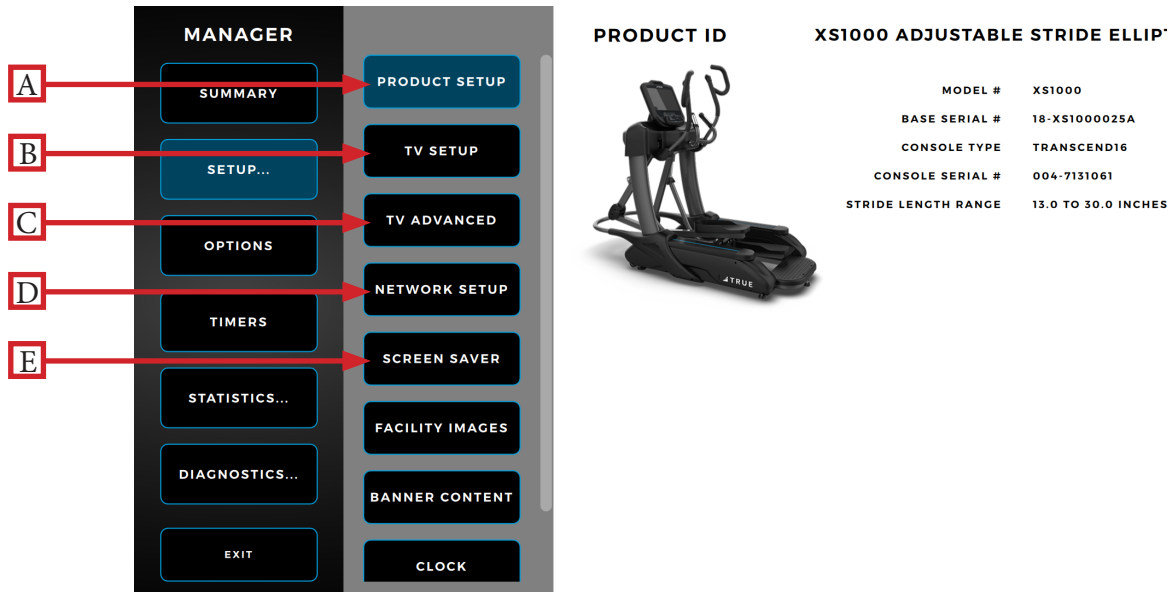 MANAGER
A
SUMMARY
B
SETUP...
C
OPTIONS
D
TIMERS
E
STATISTICS...
DIAGNOSTICS...
EXIT
PRODUCT SETUP
TV SETUP
TV ADVANCED
NETWORK SETUP
SCREEN SAVER
FACILITY IMAGES
BANNER CONTENT
CLOCK
PRODUCT ID
XS1000 ADJUSTABLE STRIDE ELLIPT
MODEL # XS1000
BASE SERIAL # 18-XS1000025A
CONSOLE TYPE TRANSCEND16
CONSOLE SERIAL # 004-7131061
STRIDE LENGTH RANGE 13.0 TO 30.0 INCHES
TRUE